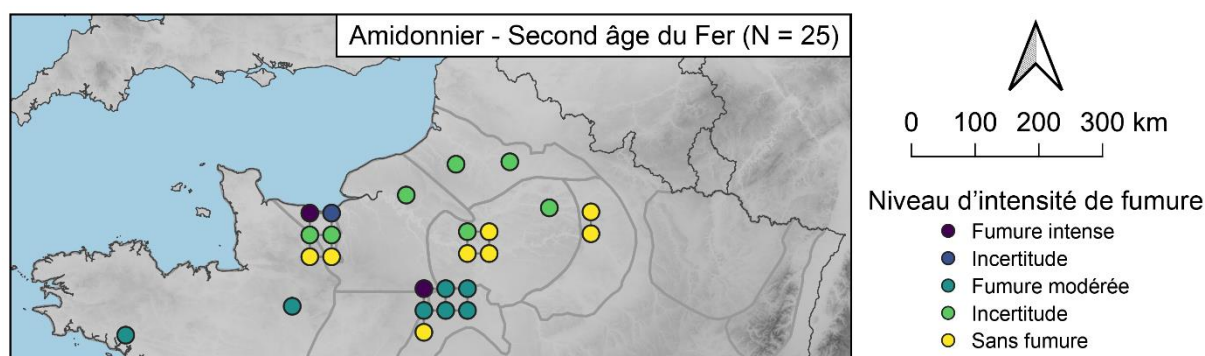 Amidonnier - Second âge du Fer (N = 25)
0 100 200 300 km
Niveau d'intensité de fumure
Fumure intense
Incertitude
Fumure modérée
Incertitude
Sans fumure